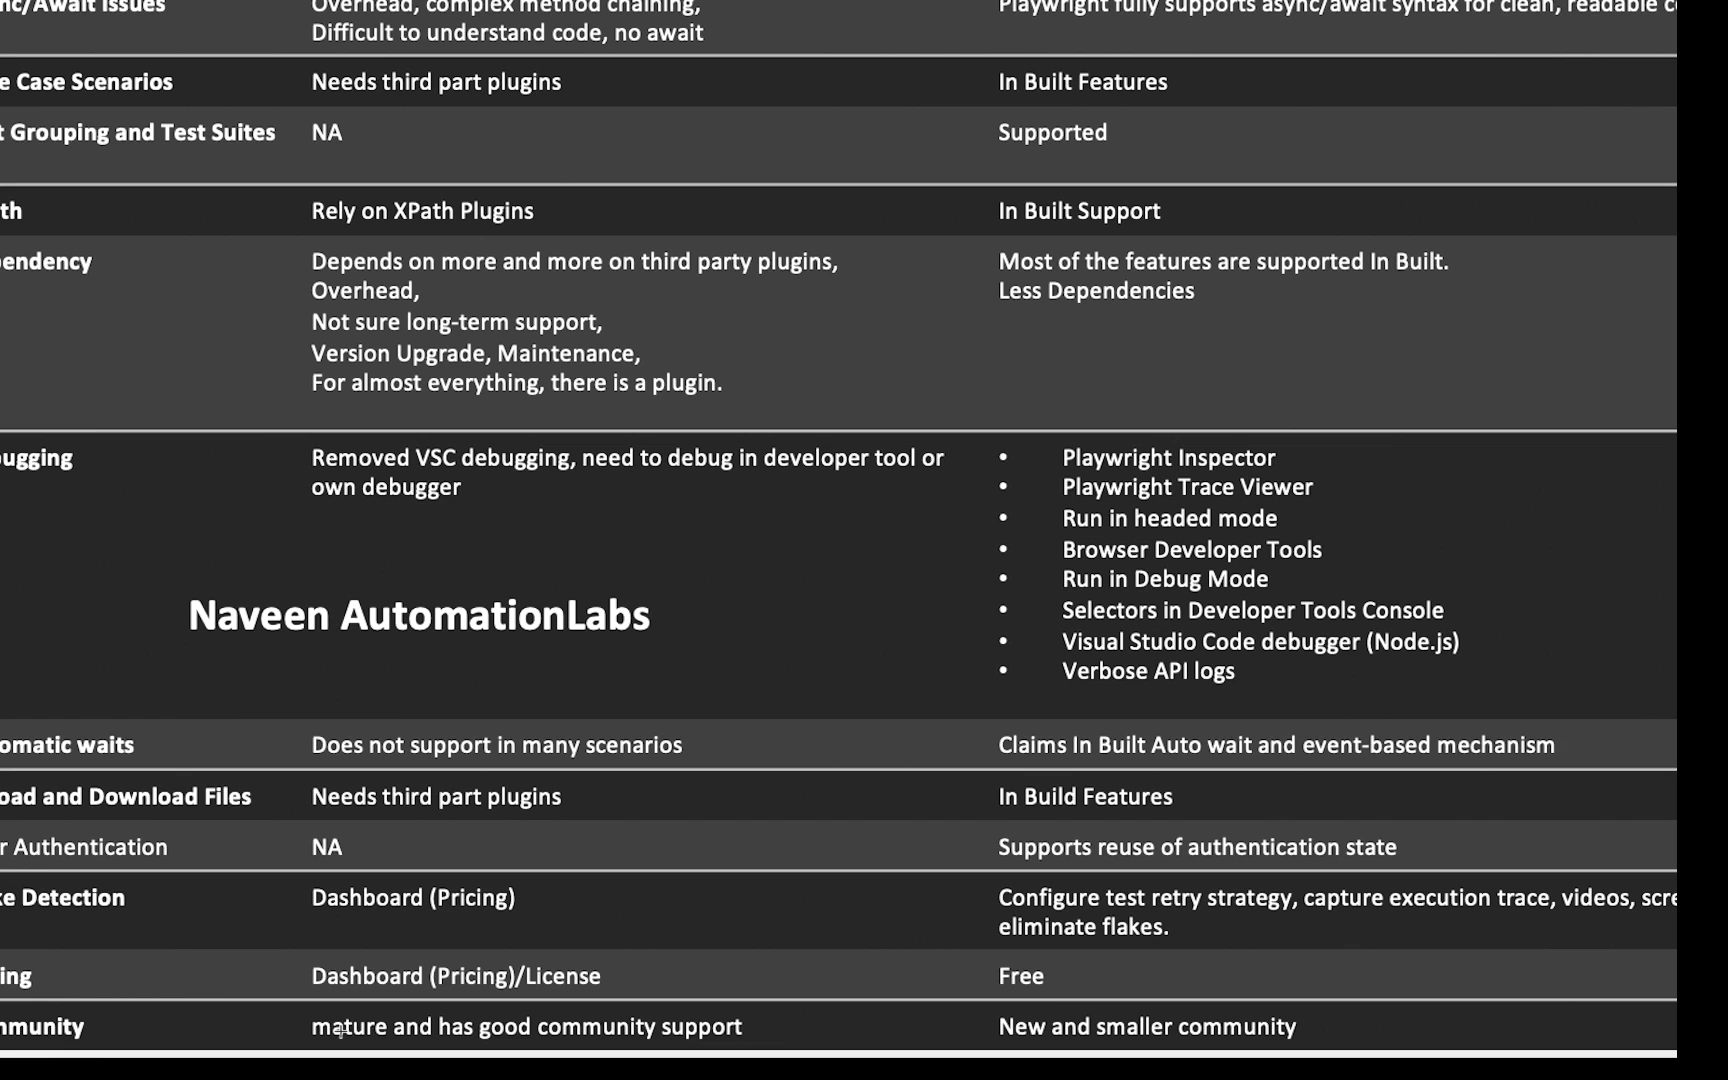 nc/Await Issues Overhead, complex method chaining, Playwright fully supports async/await syntax for clean, readable c
Difficult to understand code, no await
e Case Scenarios Needs third part plugins In Built Features
t Grouping and Test Suites NA Supported
th Rely on XPath Plugins In Built Support
pendency Depends on more and more on third party plugins, Most of the features are supported In Built.
Overhead, Less Dependencies
Not sure long-term support,
Version Upgrade, Maintenance,
For almost everything, there is a plugin.
ougging Removed VSC debugging, need to debug in developer tool or • Playwright Inspector
own debugger • Playwright Trace Viewer
• Run in headed mode
• Browser Developer Tools
• Run in Debug Mode
Naveen AutomationLabs • Selectors in Developer Tools Console
• Visual Studio Code debugger (Node.js)
• Verbose API logs
omatic waits Does not support in many scenarios Claims In Built Auto wait and event-based mechanism
oad and Download Files Needs third part plugins In Build Features
r Authentication NA Supports reuse of authentication state
ke Detection Dashboard (Pricing) Configure test retry strategy, capture execution trace, videos, scre
eliminate flakes.
ing Dashboard (Pricing)/License Free
mmunity mature and has good community support New and smaller community